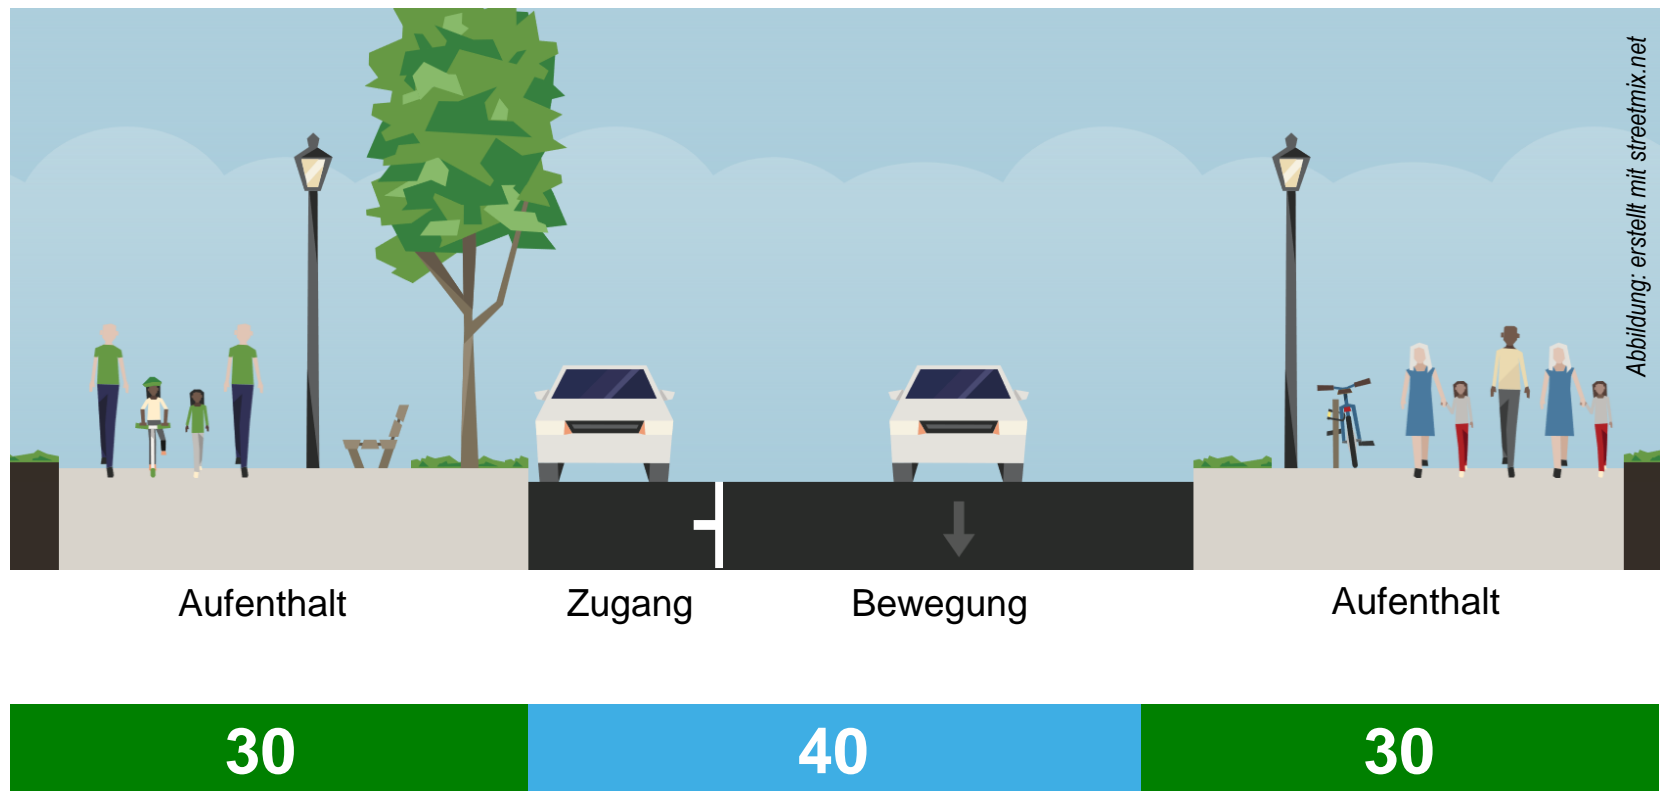 Abbildung: erstellt mit streetmix.net
Aufenthalt
Zugang
Bewegung
Aufenthalt
30
40
30